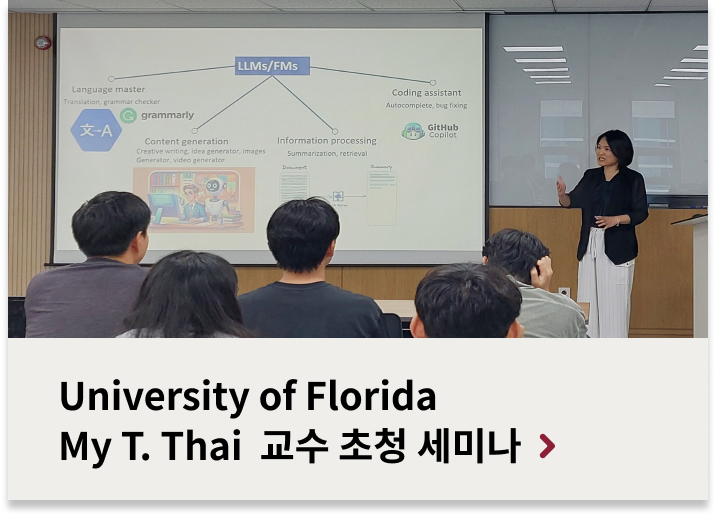 LLMs/FMs
Language master
Translation, grammar checker
文→A
G grammarly
Coding assistant
Autocomplete, bug fixing
GitHub
Copilot
Content generation
Creative writing, idea generator, images
Generator, video generator
Information processing
Summarization, retrieval
University of Florida
My T. Thai 교수 초청 세미나